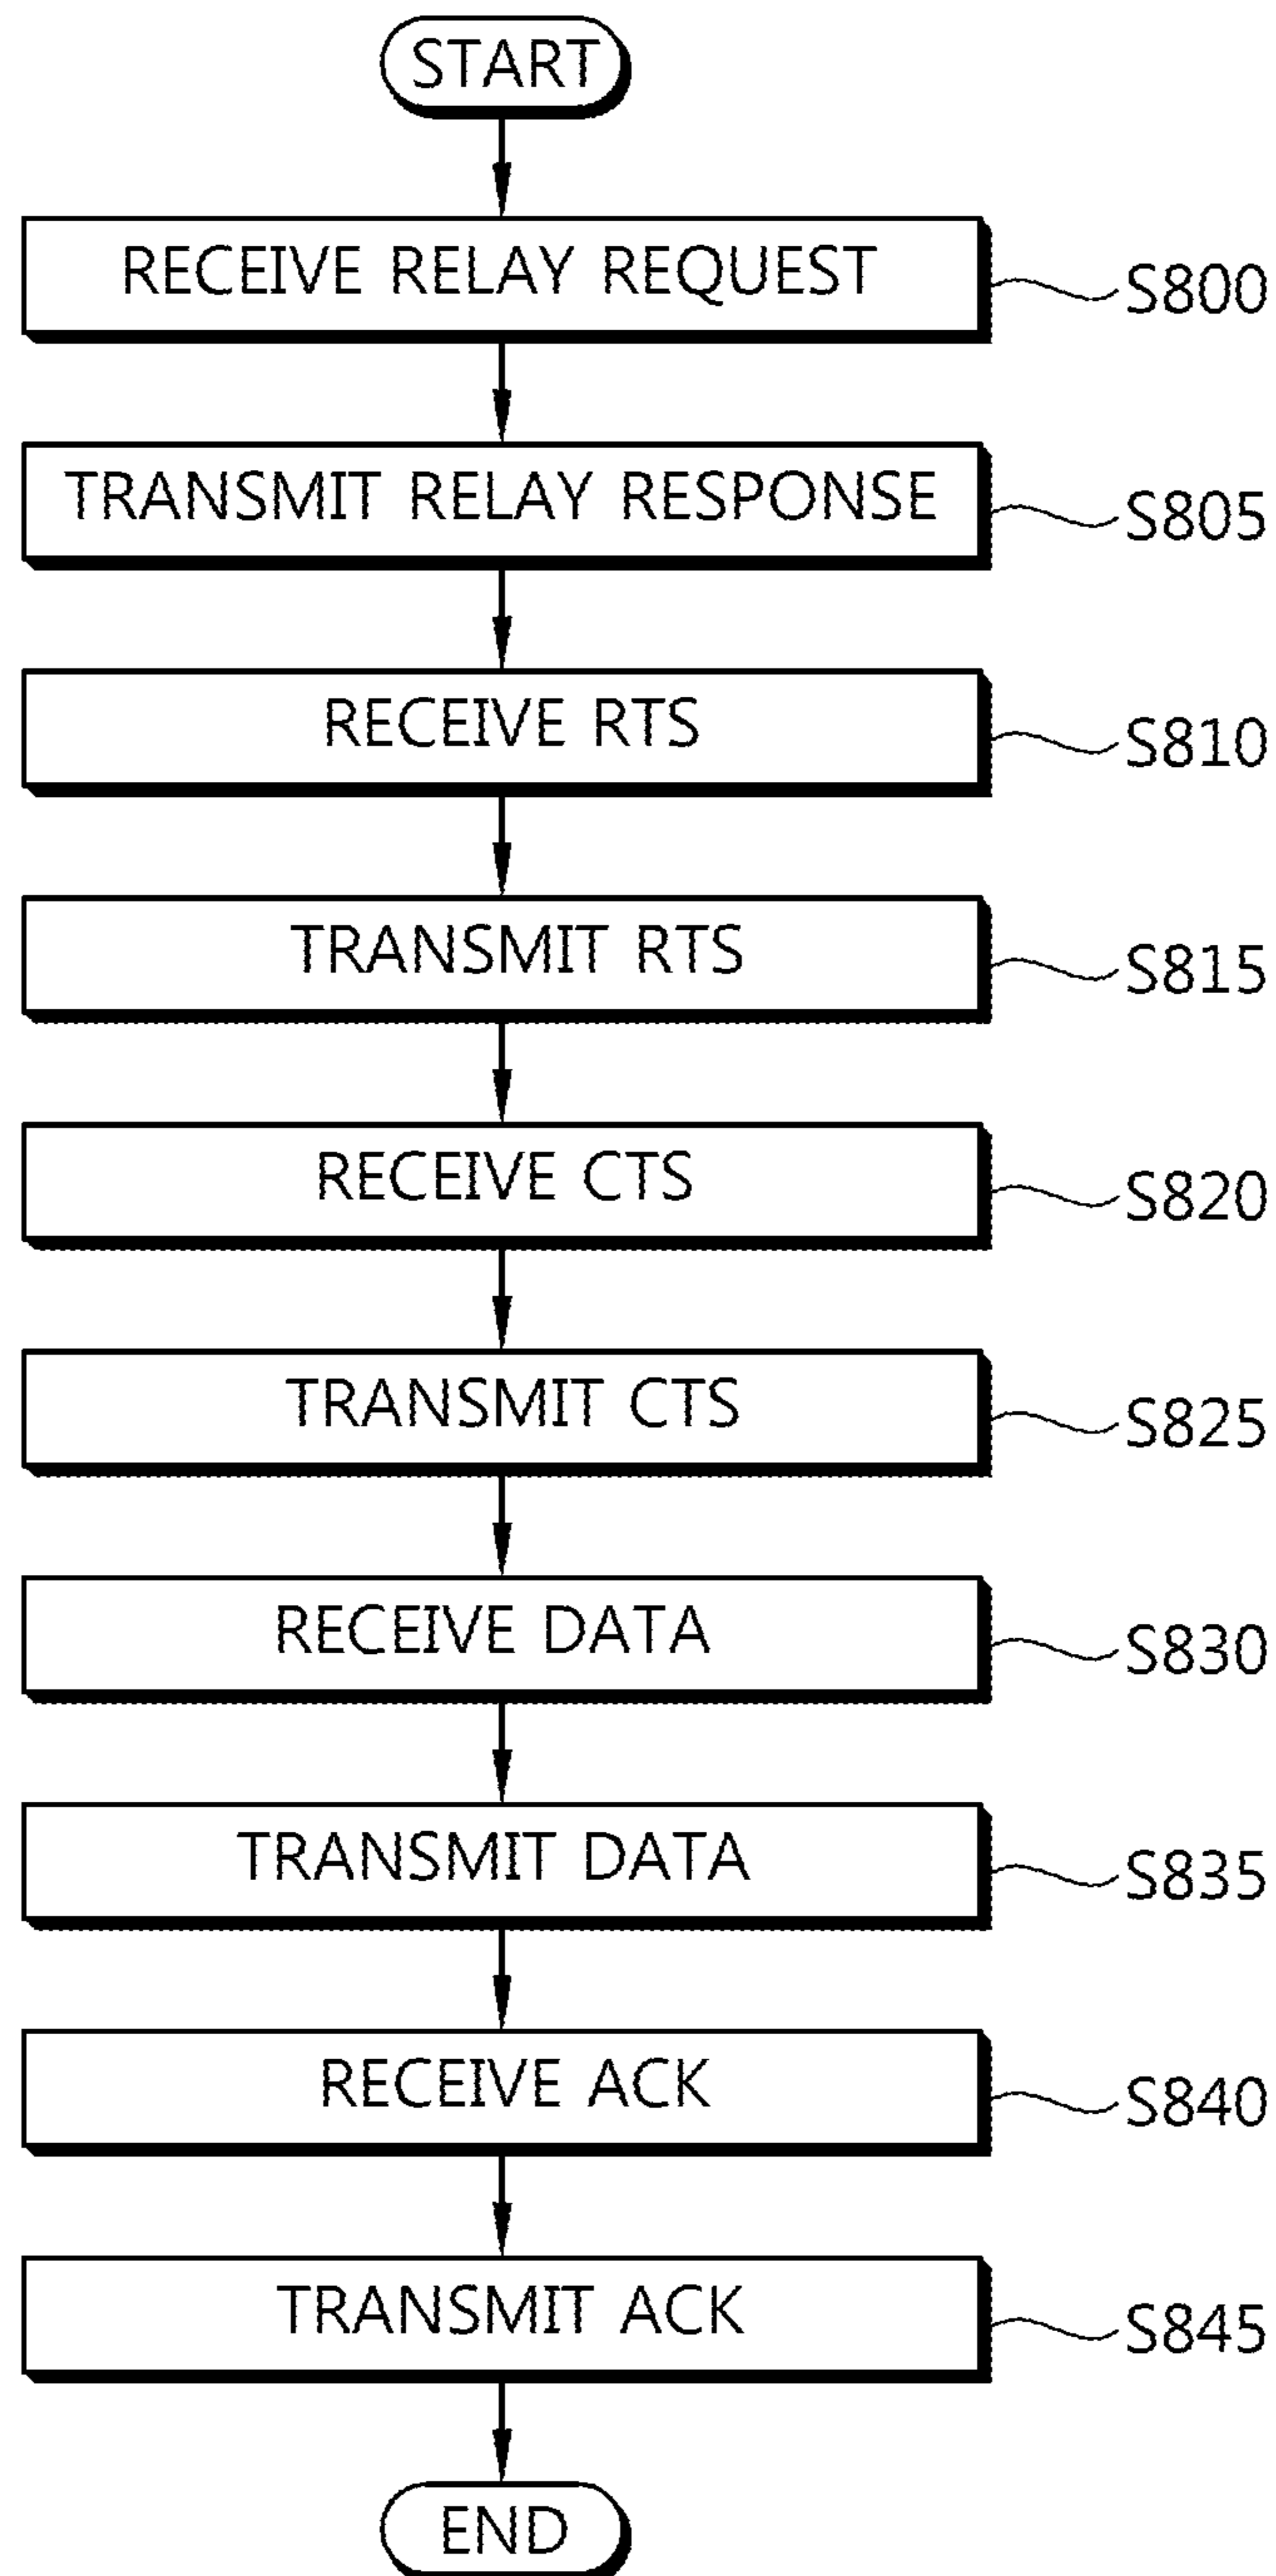 START
RECEIVE RELAY REQUEST
S800
TRANSMIT RELAY RESPONSE
S805
RECEIVE RTS
S810
TRANSMIT RTS
S815
RECEIVE CTS
S820
TRANSMIT CTS
S825
RECEIVE DATA
S830
TRANSMIT DATA
S835
RECEIVE ACK
S840
TRANSMIT ACK
S845
END